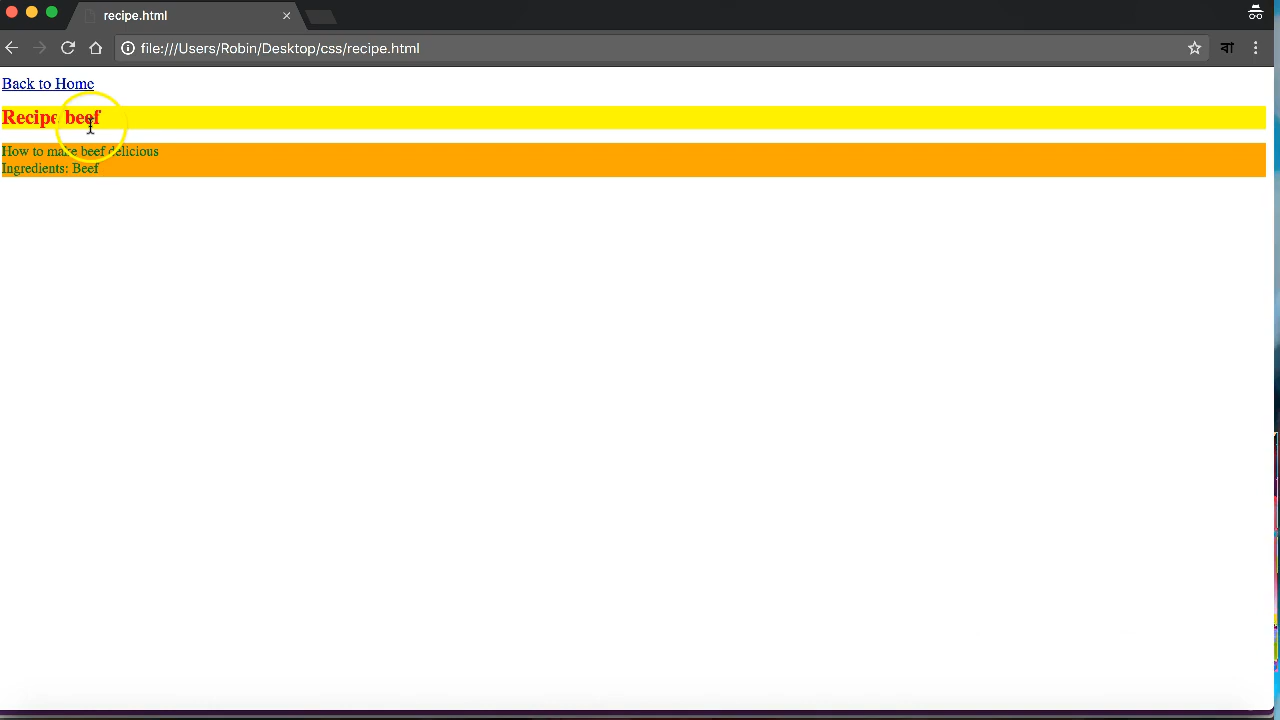 recipe.html
file:///Users/Robin/Desktop/css/recipe.html
বা
Back to Home
Recipe beef
How to make beef delicious
Ingredients: Beef